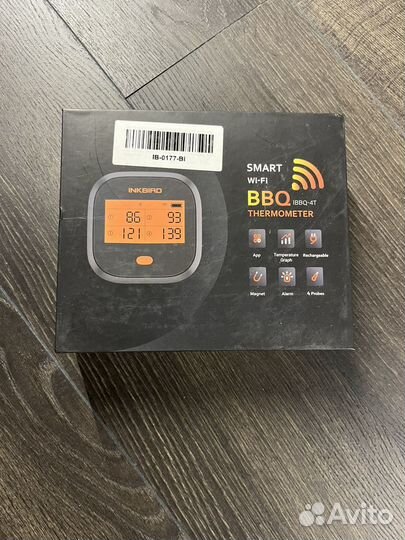 IB-0177-BI
INKBIRD
86 93
121 139
SMART
Wi-Fi
BBQ IBBQ-4T
THERMOMETER
App
Temperature Graph
Rechargeable
Magnet
Alarm
4 Probes
Avito